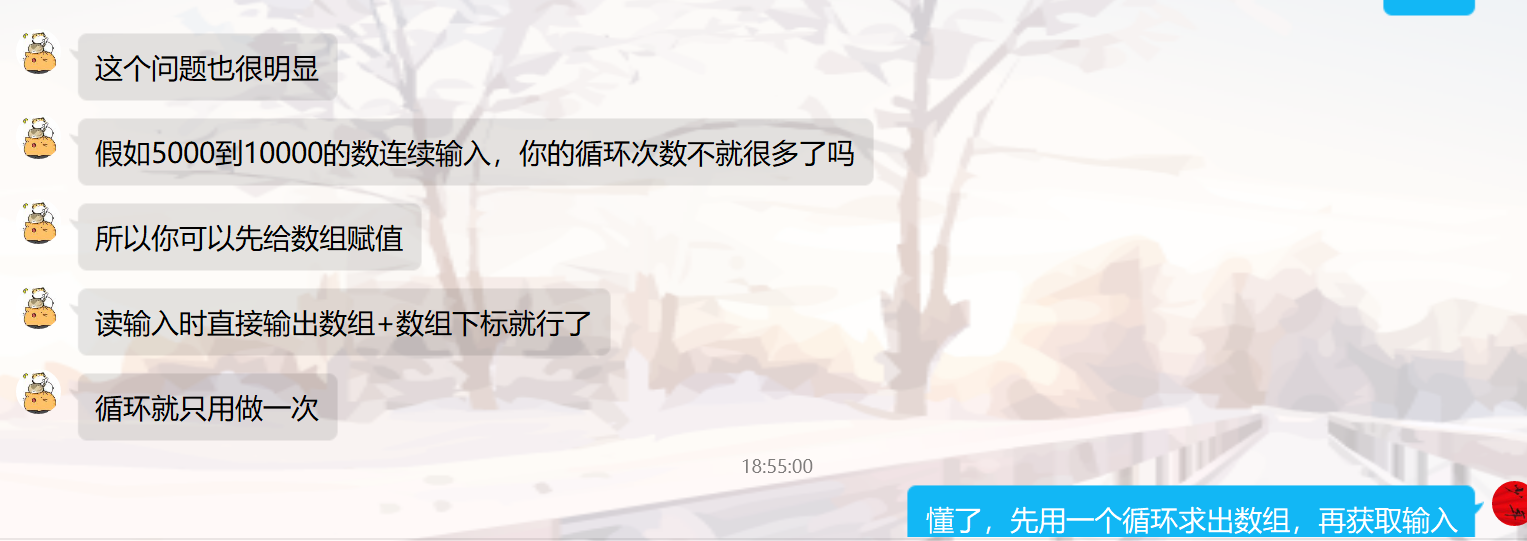 这个问题也很明显
假如5000到10000的数连续输入，你的循环次数不就很多了吗
所以你可以先给数组赋值
读输入时直接输出数组+数组下标就行了
循环就只用做一次
18:55:00
懂了，先用一个循环求出数组，再获取输入